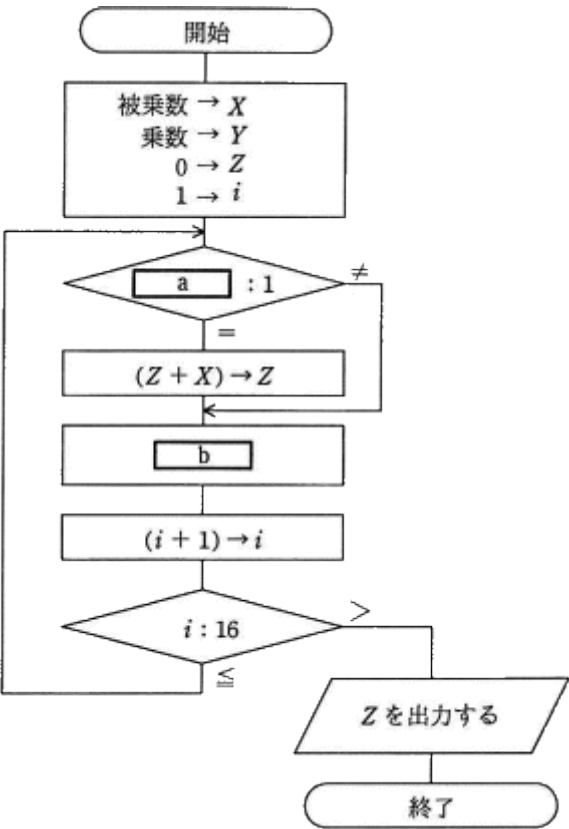 開始
被乗数 → X
乗数 → Y
0 → Z
1 → i
a : 1
≠
=
(Z + X) → Z
b
(i + 1) → i
i : 16
>
≦
Zを出力する
終了